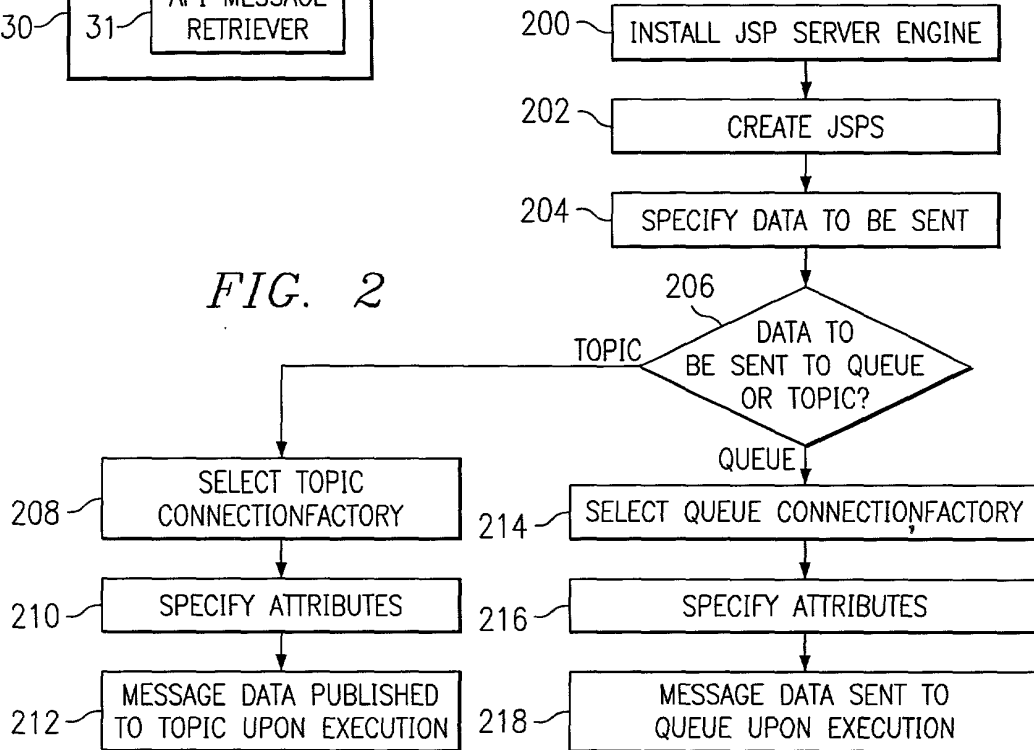 API MESSAGE
RETRIEVER
30
31
200
INSTALL JSP SERVER ENGINE
202
CREATE JSPS
204
SPECIFY DATA TO BE SENT
FIG. 2
206
DATA TO
BE SENT TO QUEUE
OR TOPIC?
TOPIC
QUEUE
208
SELECT TOPIC
CONNECTIONFACTORY
214
SELECT QUEUE CONNECTIONFACTORY
210
SPECIFY ATTRIBUTES
216
SPECIFY ATTRIBUTES
212
MESSAGE DATA PUBLISHED
TO TOPIC UPON EXECUTION
218
MESSAGE DATA SENT TO
QUEUE UPON EXECUTION